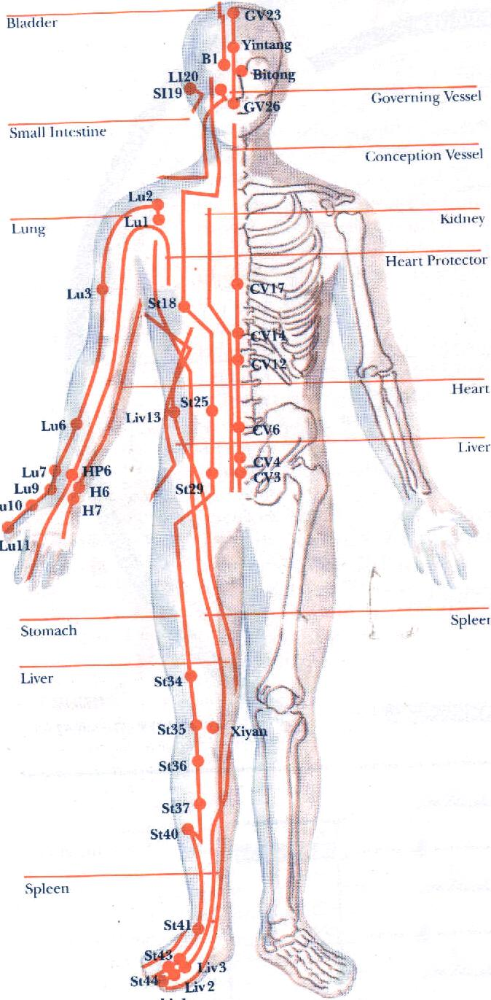 Bladder
GV23
Yintang
B1
Bitong
LI20
SI19
Governing Vessel
GV26
Small Intestine
Conception Vessel
Lu2
Lung
Lu1
Kidney
Heart Protector
Lu3
St18
CV17
CV14
CV12
Heart
Liv13
St25
Lu6
CV6
Liver
Lu7
HP6
CV4
Lu9
H6
St29
CV3
u10
H7
Lu11
Stomach
Spleen
Liver
St34
St35
Xiyan
St36
St37
St40
Spleen
St41
St43
Liv3
St44
Liv2